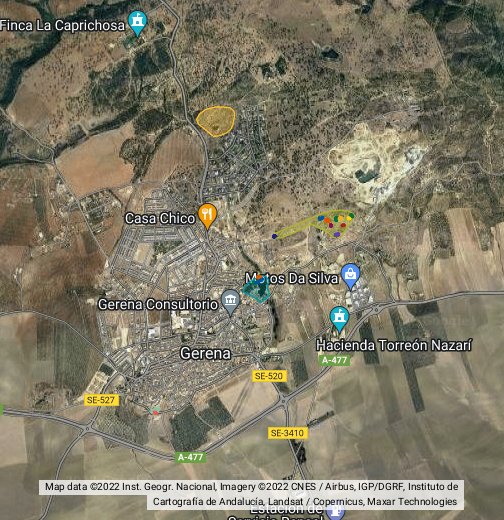 Finca La Caprichosa
Casa Chico
Motos Da Silva
Gerena Consultorio
Hacienda Torreón Nazarí
Gerena
A-477
SE-520
SE-527
SE-3410
A-477
Map data ©2022 Inst. Geogr. Nacional, Imagery ©2022 CNES / Airbus, IGP/DGRF, Instituto de
Cartografía de Andalucía, Landsat / Copernicus, Maxar Technologies
Estación de